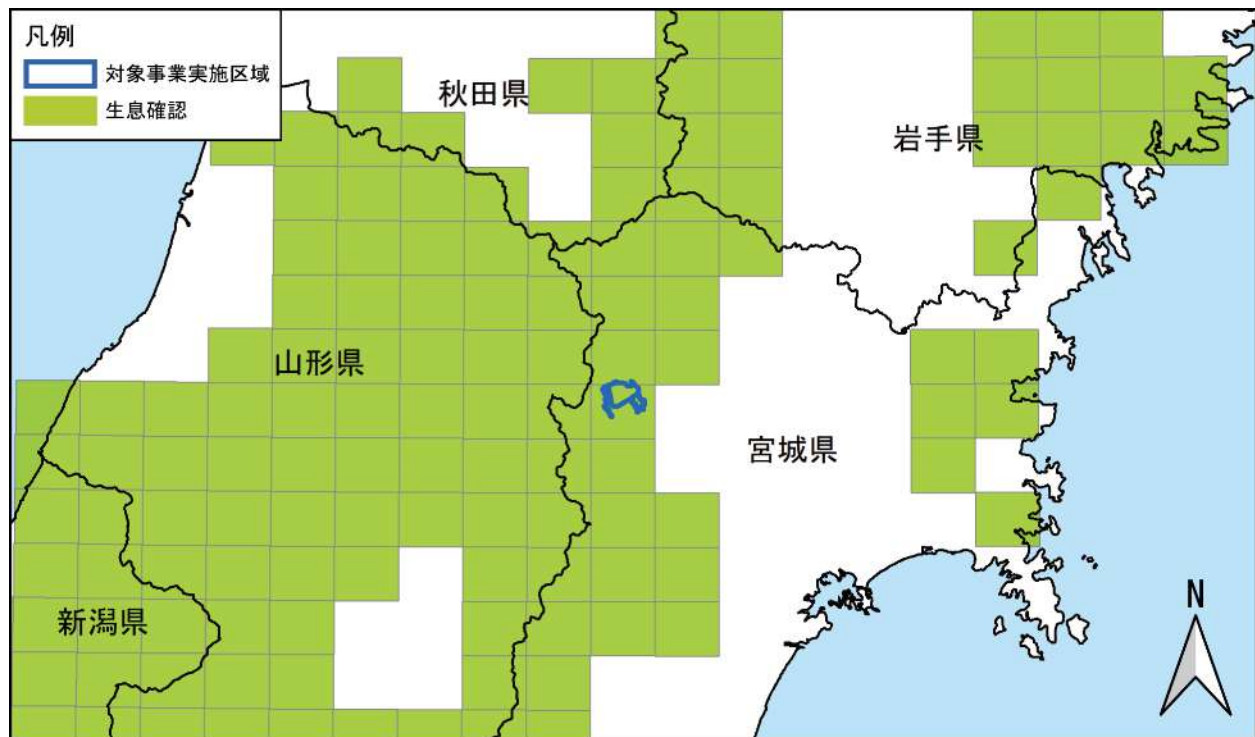 凡例
対象事業実施区域
生息確認
秋田県
岩手県
山形県
宮城県
新潟県
N